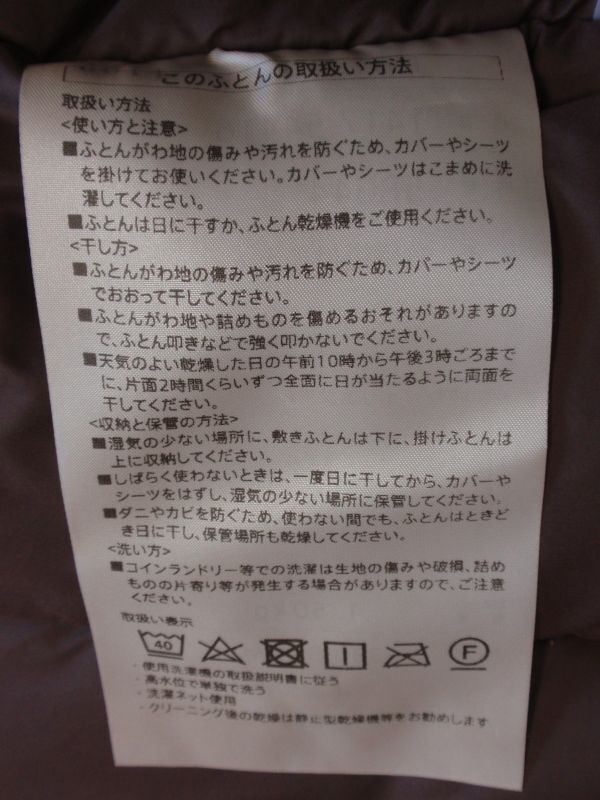 このふとんの取扱い方法
取扱い方法
<使い方と注意>
■ふとんがわ地の傷みや汚れを防ぐため、カバーやシーツ
を掛けてお使いください。カバーやシーツはこまめに洗
濯してください。
■ふとんは日に干すか、ふとん乾燥機をご使用ください。
<干し方>
■ふとんがわ地の傷みや汚れを防ぐため、カバーやシーツ
でおおって干してください。
■ふとんがわ地や詰めものを傷めるおそれがありますの
で、ふとん叩きなどで強く叩かないでください。
■天気のよい乾燥した日の午前10時から午後3時ごろまで
に、片面2時間くらいずつ全面に日が当たるように両面を
干してください。
<収納と保管の方法>
■湿気の少ない場所に、敷きふとんは下に、掛けふとんは
上に収納してください。
■しばらく使わないときは、一度日に干してから、カバーや
シーツをはずし、湿気の少ない場所に保管してください。
■ダニやカビを防ぐため、使わない間でも、ふとんはときど
き日に干し、保管場所も乾燥してください。
<洗い方>
■コインランドリー等での洗濯は生地の傷みや破損、詰め
ものの片寄り等が発生する場合がありますので、ご注意
ください。
取扱い表示
40 F
・使用洗濯機の取扱説明書に従う
・高水位で単独で洗う
・洗濯ネット使用
・クリーニング後の乾燥は静止型乾燥機等をお勧めします